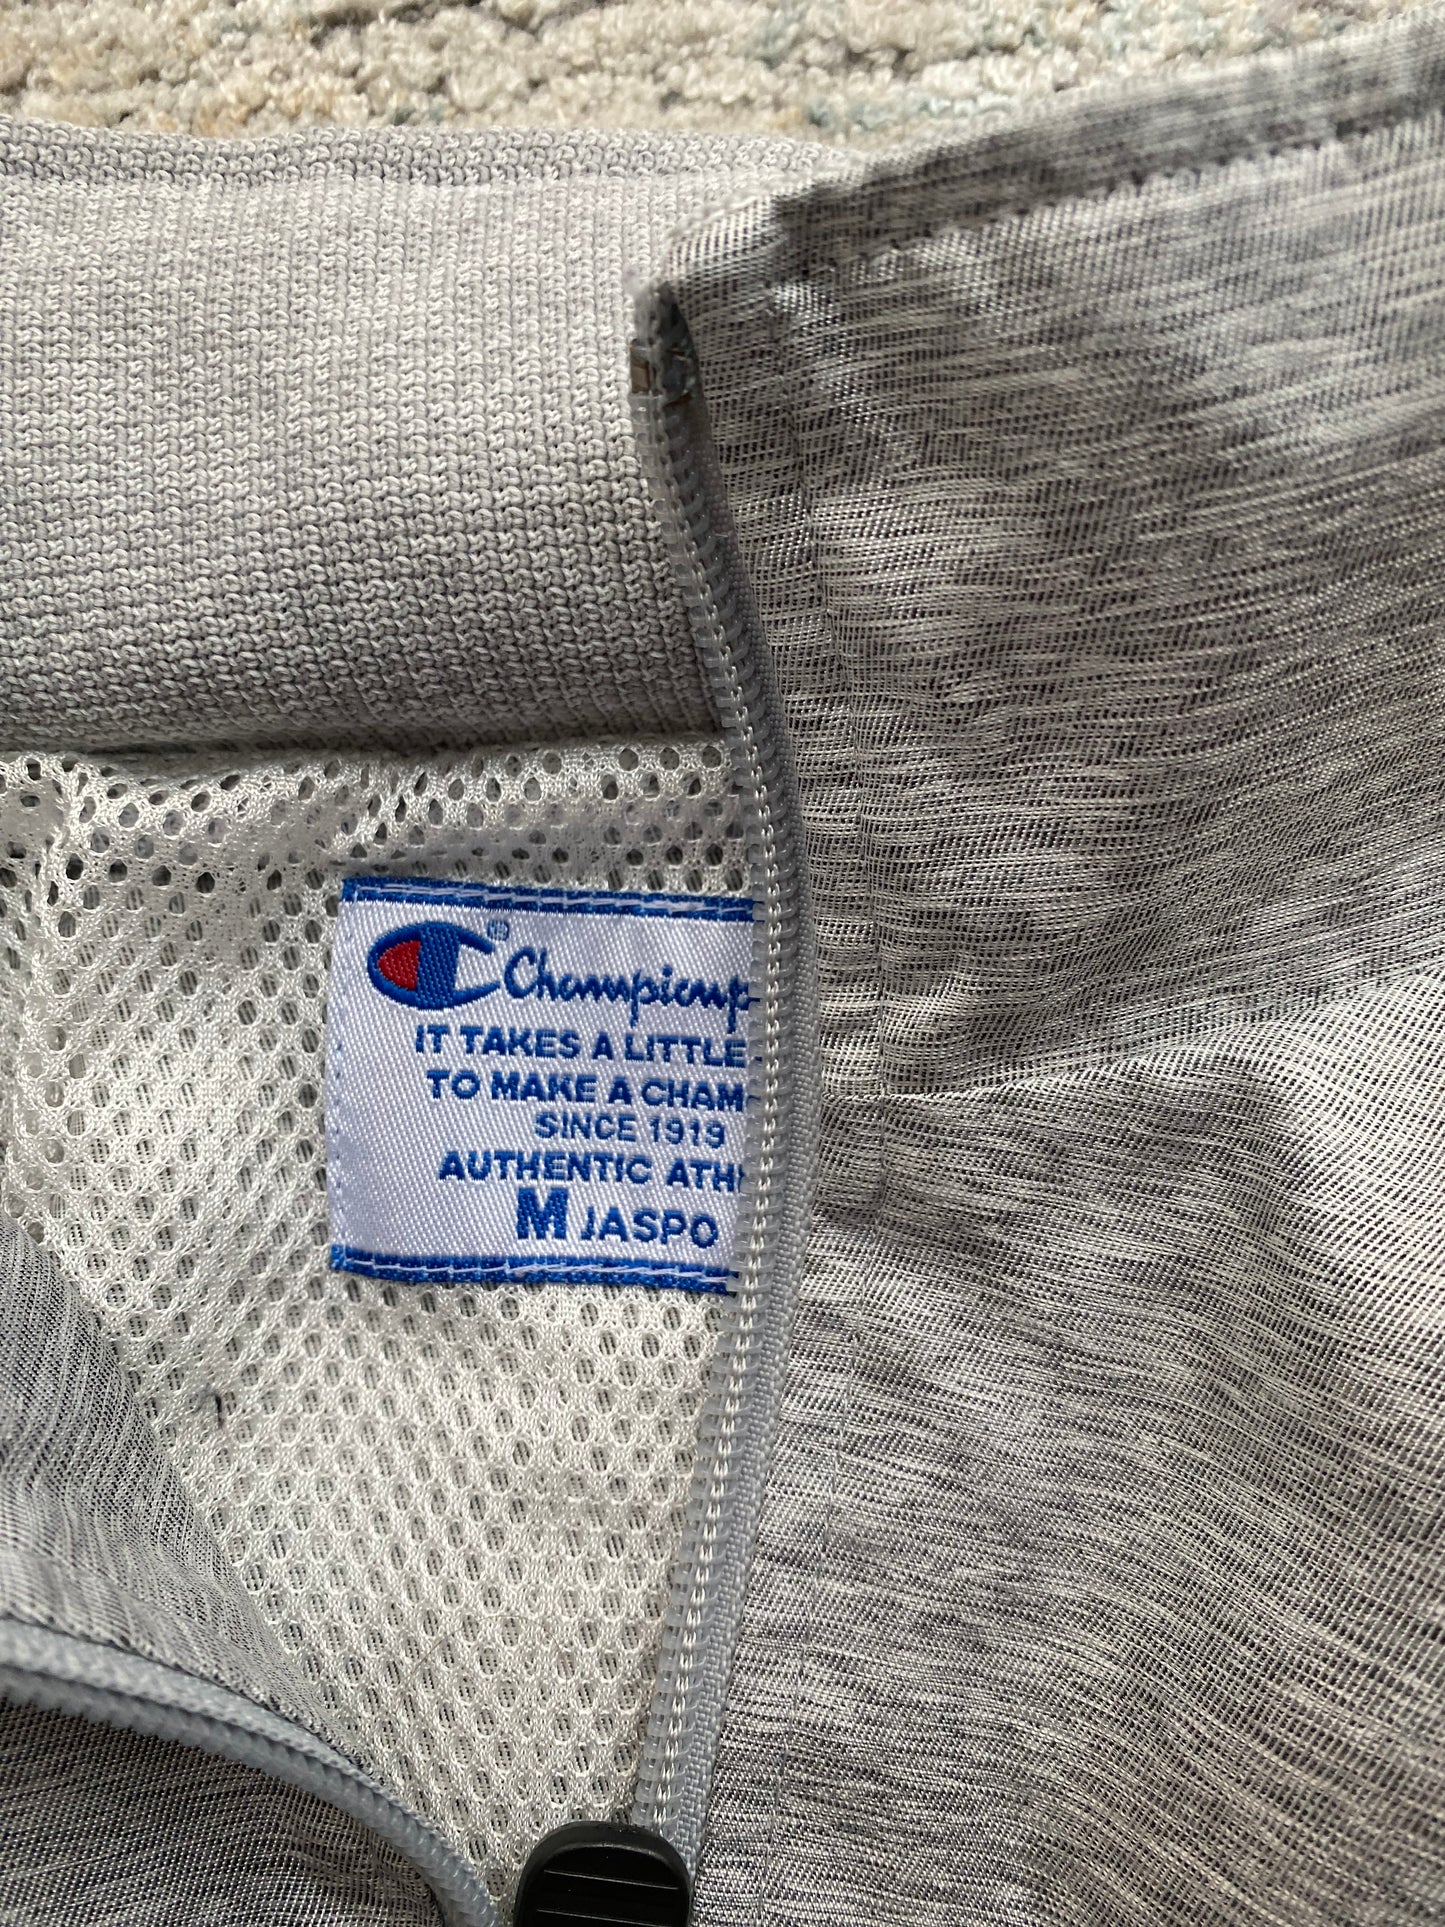 ® Champion
IT TAKES A LITTLE
TO MAKE A CHAM
SINCE 1919
AUTHENTIC ATH
M JASPO